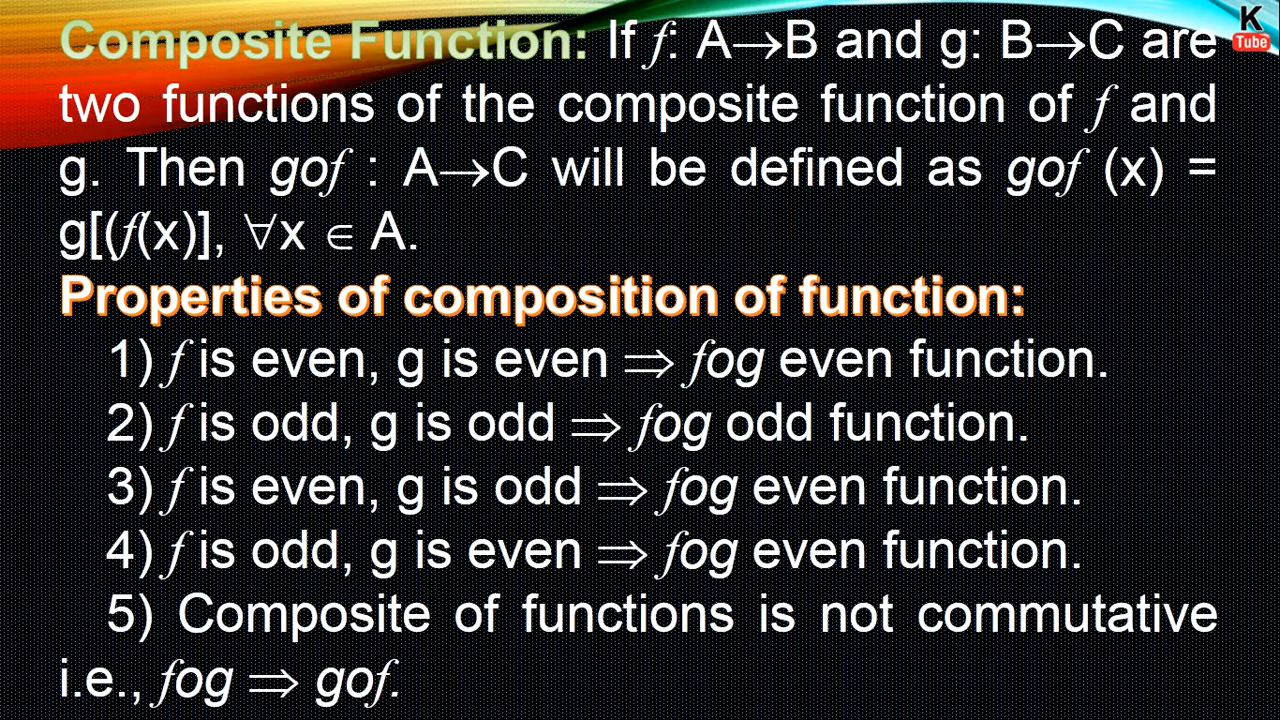 Composite Function: If f: A→B and g: B→C are
two functions of the composite function of f and
g. Then gof : A→C will be defined as gof (x) =
g[(f(x)], ∀x ∈ A.
Properties of composition of function:
1) f is even, g is even ⇒ fog even function.
2) f is odd, g is odd ⇒ fog odd function.
3) f is even, g is odd ⇒ fog even function.
4) f is odd, g is even ⇒ fog even function.
5) Composite of functions is not commutative
i.e., fog ⇒ gof.
K
Tube